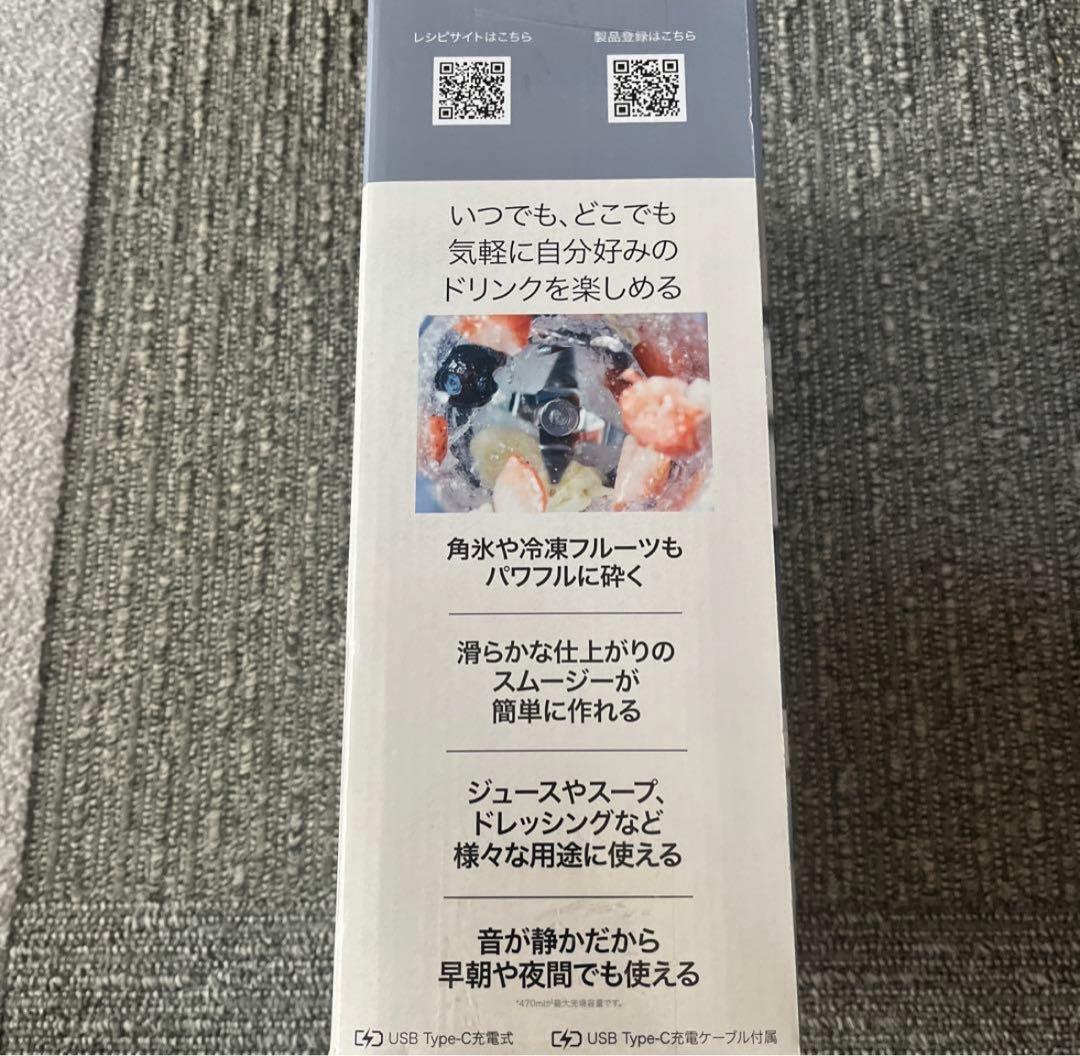 レシピサイトはこちら
製品登録はこちら
いつでも、どこでも
気軽に自分好みの
ドリンクを楽しめる
角氷や冷凍フルーツも
パワフルに砕く
滑らかな仕上がりの
スムージーが
簡単に作れる
ジュースやスープ、
ドレッシングなど
様々な用途に使える
音が静かだから
早朝や夜間でも使える
*470mlが最大充填容量です。
USB Type-C充電式
USB Type-C充電ケーブル付属